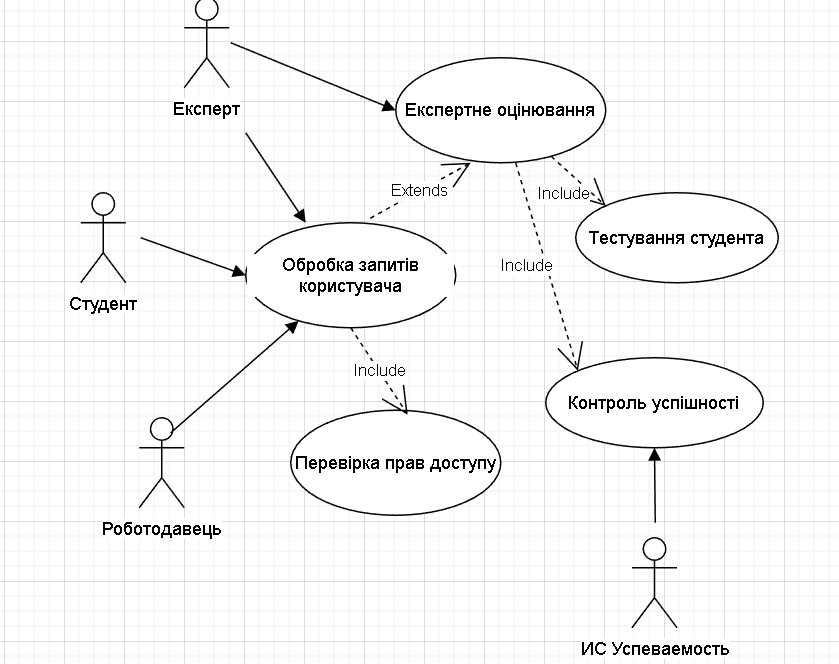 Експерт
Експертне оцінювання
Extends
Include
Тестування студента
Студент
Обробка запитів
користувача
Include
Include
Контроль успішності
Перевірка прав доступу
Роботодавець
ИС Успеваемость